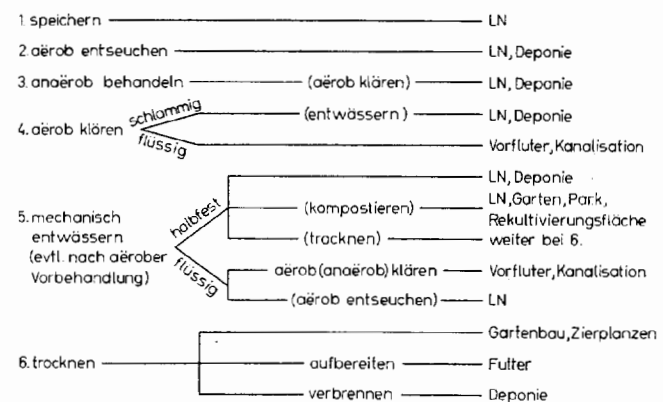 1. speichern LN
2. aërob entseuchen LN, Deponie
3. anaërob behandeln (aërob klären) LN, Deponie
schlammig (entwässern) LN, Deponie
4. aërob klören
flüssig Vorfluter, Kanalisation
LN, Deponie
halbfest (kompostieren) LN, Garten, Park,
Rekultivierungsfläche
5. mechanisch
entwässern (tracknen) weiter bei 6.
(evtl. nach aërober
Vorbehandlung)
flüssig aërob (anaërob) klären Vorfluter, Kanalisation
(aërob entseuchen) LN
Gartenbau, Zierplanzen
6. trocknen aufbereiten Futter
verbrennen Deponie